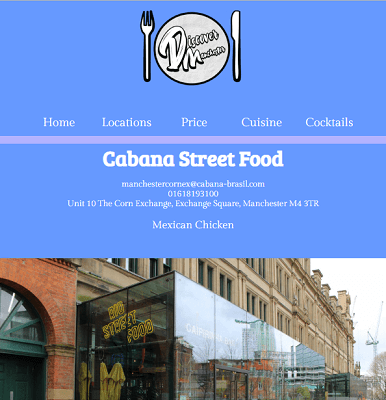 Discover
Manchester
Home Locations Price Cuisine Cocktails
Cabana Street Food
manchestercornex@cabana-brasil.com
01618193100
Unit 10 The Corn Exchange, Exchange Square, Manchester M4 3TR
Mexican Chicken
RIO
STREET
FOOD